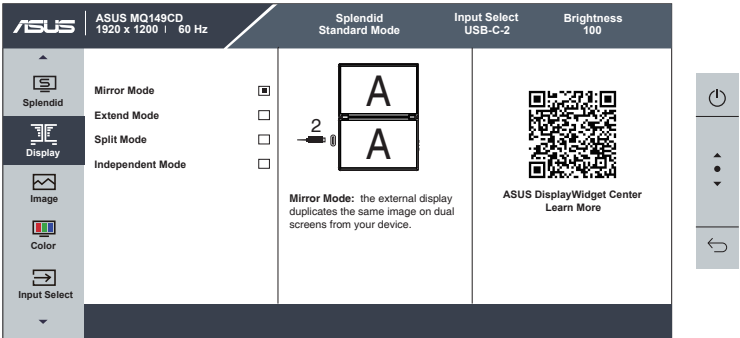 ASUS
ASUS MQ149CD
1920 x 1200 60 Hz
Splendid
Standard Mode
Input Select
USB-C-2
Brightness
100
Splendid
Display
Image
Color
Input Select
Mirror Mode
Extend Mode
Split Mode
Independent Mode
A
2
A
Mirror Mode: the external display
duplicates the same image on dual
screens from your device.
ASUS DisplayWidget Center
Learn More